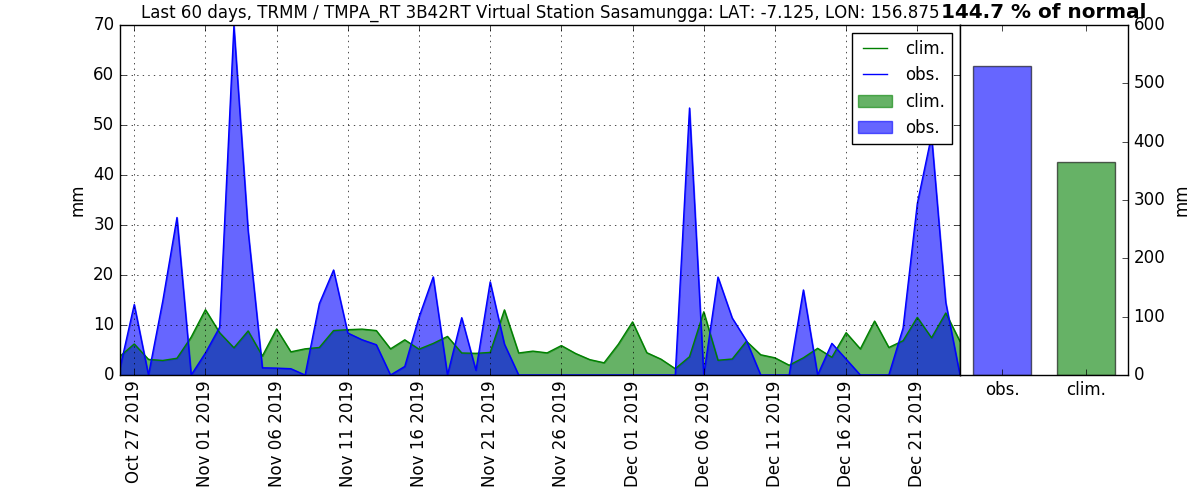 Last 60 days, TRMM / TMPA_RT 3B42RT Virtual Station Sasamungga: LAT: -7.125, LON: 156.875
144.7 % of normal
70
60
50
40
30
20
10
0
mm
clim.
obs.
clim.
obs.
600
500
400
300
200
100
0
mm
Oct 27 2019
Nov 01 2019
Nov 06 2019
Nov 11 2019
Nov 16 2019
Nov 21 2019
Nov 26 2019
Dec 01 2019
Dec 06 2019
Dec 11 2019
Dec 16 2019
Dec 21 2019
obs.
clim.